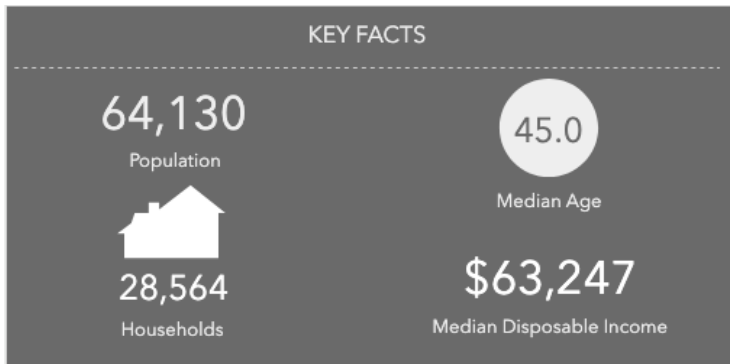 KEY FACTS
64,130
Population
28,564
Households
45.0
Median Age
$63,247
Median Disposable Income